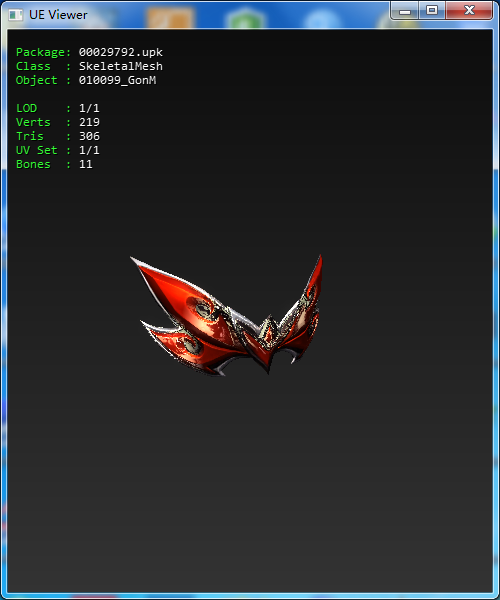 UE Viewer
Package: 00029792.upk
Class : SkeletalMesh
Object : 010099_GonM
LOD : 1/1
Verts : 219
Tris : 306
UV Set : 1/1
Bones : 11